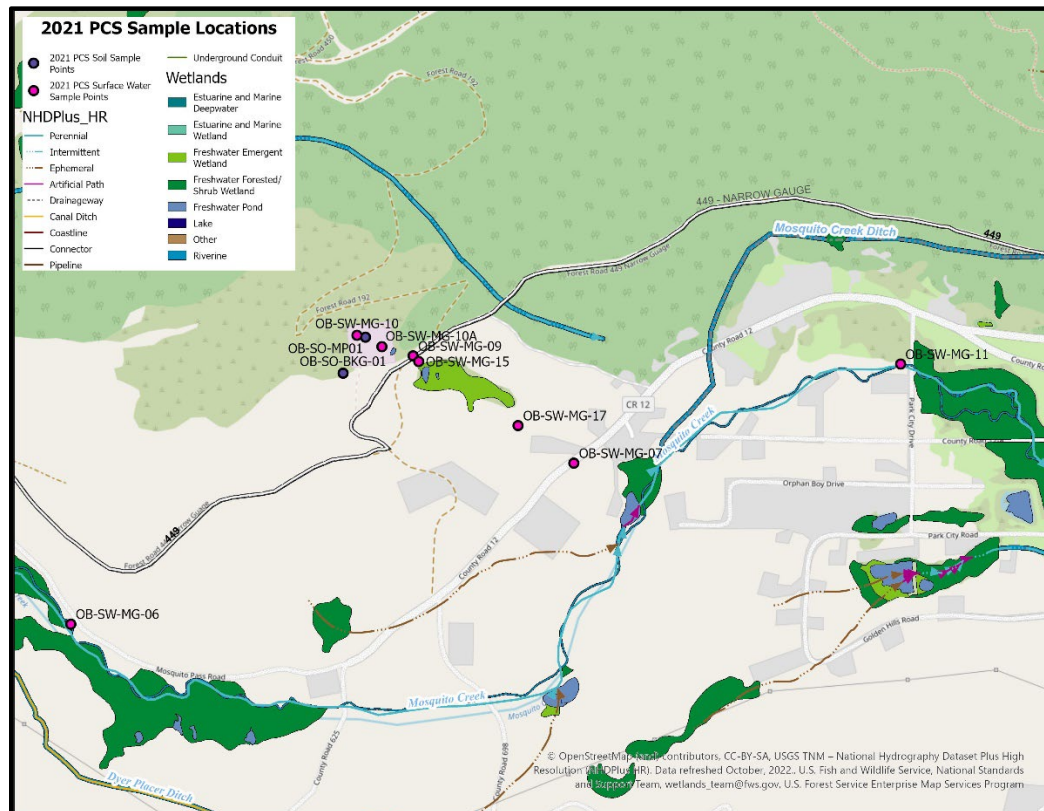 2021 PCS Sample Locations
2021 PCS Soil Sample
Points
2021 PCS Surface Water
Sample Points
NHDPlus_HR
Perennial
Intermittent
Ephemeral
Artificial Path
Drainageway
Canal Ditch
Coastline
Connector
Pipeline
Underground Conduit
Wetlands
Estuarine and Marine
Deepwater
Estuarine and Marine
Wetland
Freshwater Emergent
Wetland
Freshwater Forested/
Shrub Wetland
Freshwater Pond
Lake
Other
Riverine
Forest Road 450
Forest Road 192
449 - NARROW GAUGE
Forest Road 449 Narrow Guage
Mosquito Creek Ditch
449
Forest Road 192
OB-SW-MG-10
OB-SW-MG-10A
OB-SO-MP01
OB-SW-MG-09
OB-SO-BKG-01
OB-SW-MG-15
County Road 12
OB-SW-MG-11
County Ro
CR 12
OB-SW-MG-17
Mosquito Creek
Park City Drive
OB-SW-MG-07
Orphan Boy Drive
449
Park City Road
County Road 12
OB-SW-MG-06
Golden Hills Road
Mosquito Pass Road
Mosquito Creek
County Road 625
County Road 698
Dyer Placer Ditch
© OpenStreetMap (and) contributors, CC-BY-SA, USGS TNM – National Hydrography Dataset Plus High
Resolution (NHDPlus HR). Data refreshed October, 2022., U.S. Fish and Wildlife Service, National Standards
and Support Team, wetlands_team@fws.gov, U.S. Forest Service Enterprise Map Services Program